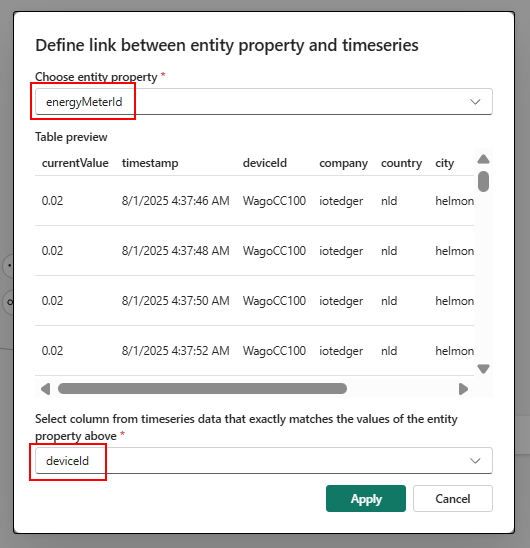 Define link between entity property and timeseries
Choose entity property *
energyMeterId
Table preview
currentValue timestamp deviceId company country city
0.02 8/1/2025 4:37:46 AM WagoCC100 iotedger nld helmon
0.02 8/1/2025 4:37:48 AM WagoCC100 iotedger nld helmon
0.02 8/1/2025 4:37:50 AM WagoCC100 iotedger nld helmon
0.02 8/1/2025 4:37:52 AM WagoCC100 iotedger nld helmon
Select column from timeseries data that exactly matches the values of the entity
property above *
deviceId
Apply Cancel